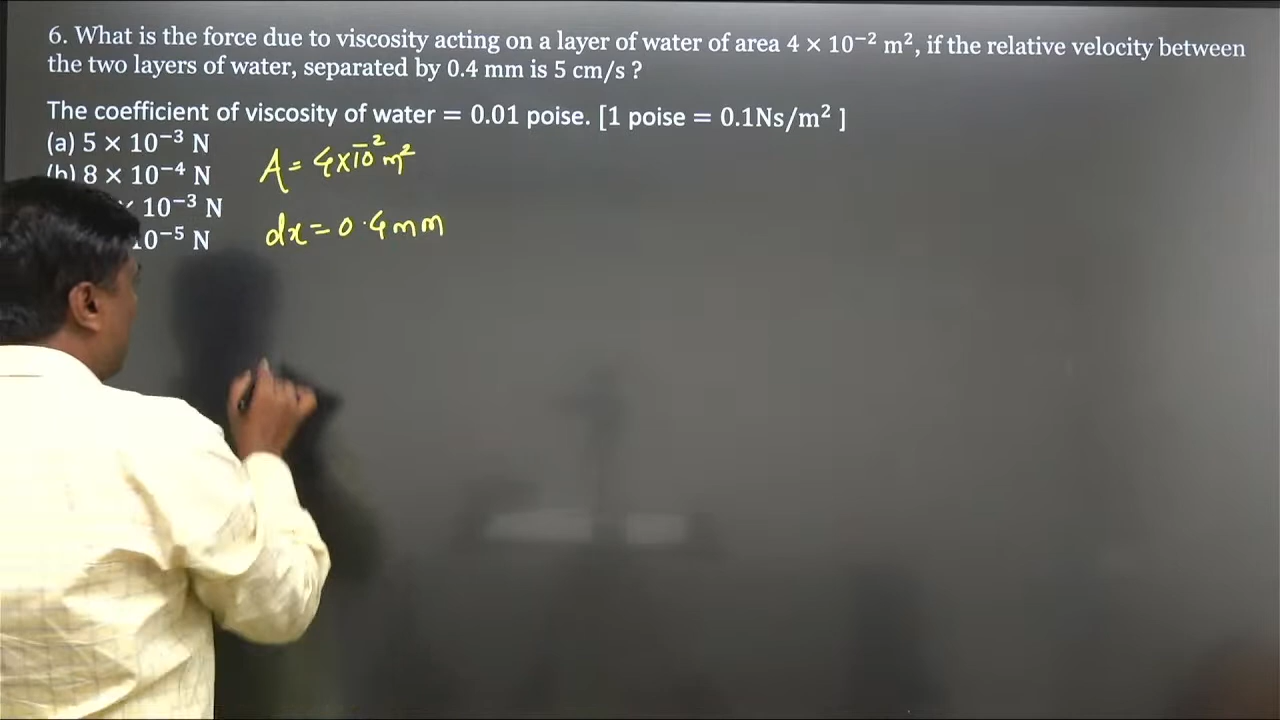 6. What is the force due to viscosity acting on a layer of water of area 4 × 10⁻² m², if the relative velocity between
the two layers of water, separated by 0.4 mm is 5 cm/s ?
The coefficient of viscosity of water = 0.01 poise. [1 poise = 0.1Ns/m² ]
(a) 5 × 10⁻³ N
(b) 8 × 10⁻⁴ N
× 10⁻³ N
10⁻⁵ N
A = 4×10⁻² m²
dx = 0.4mm